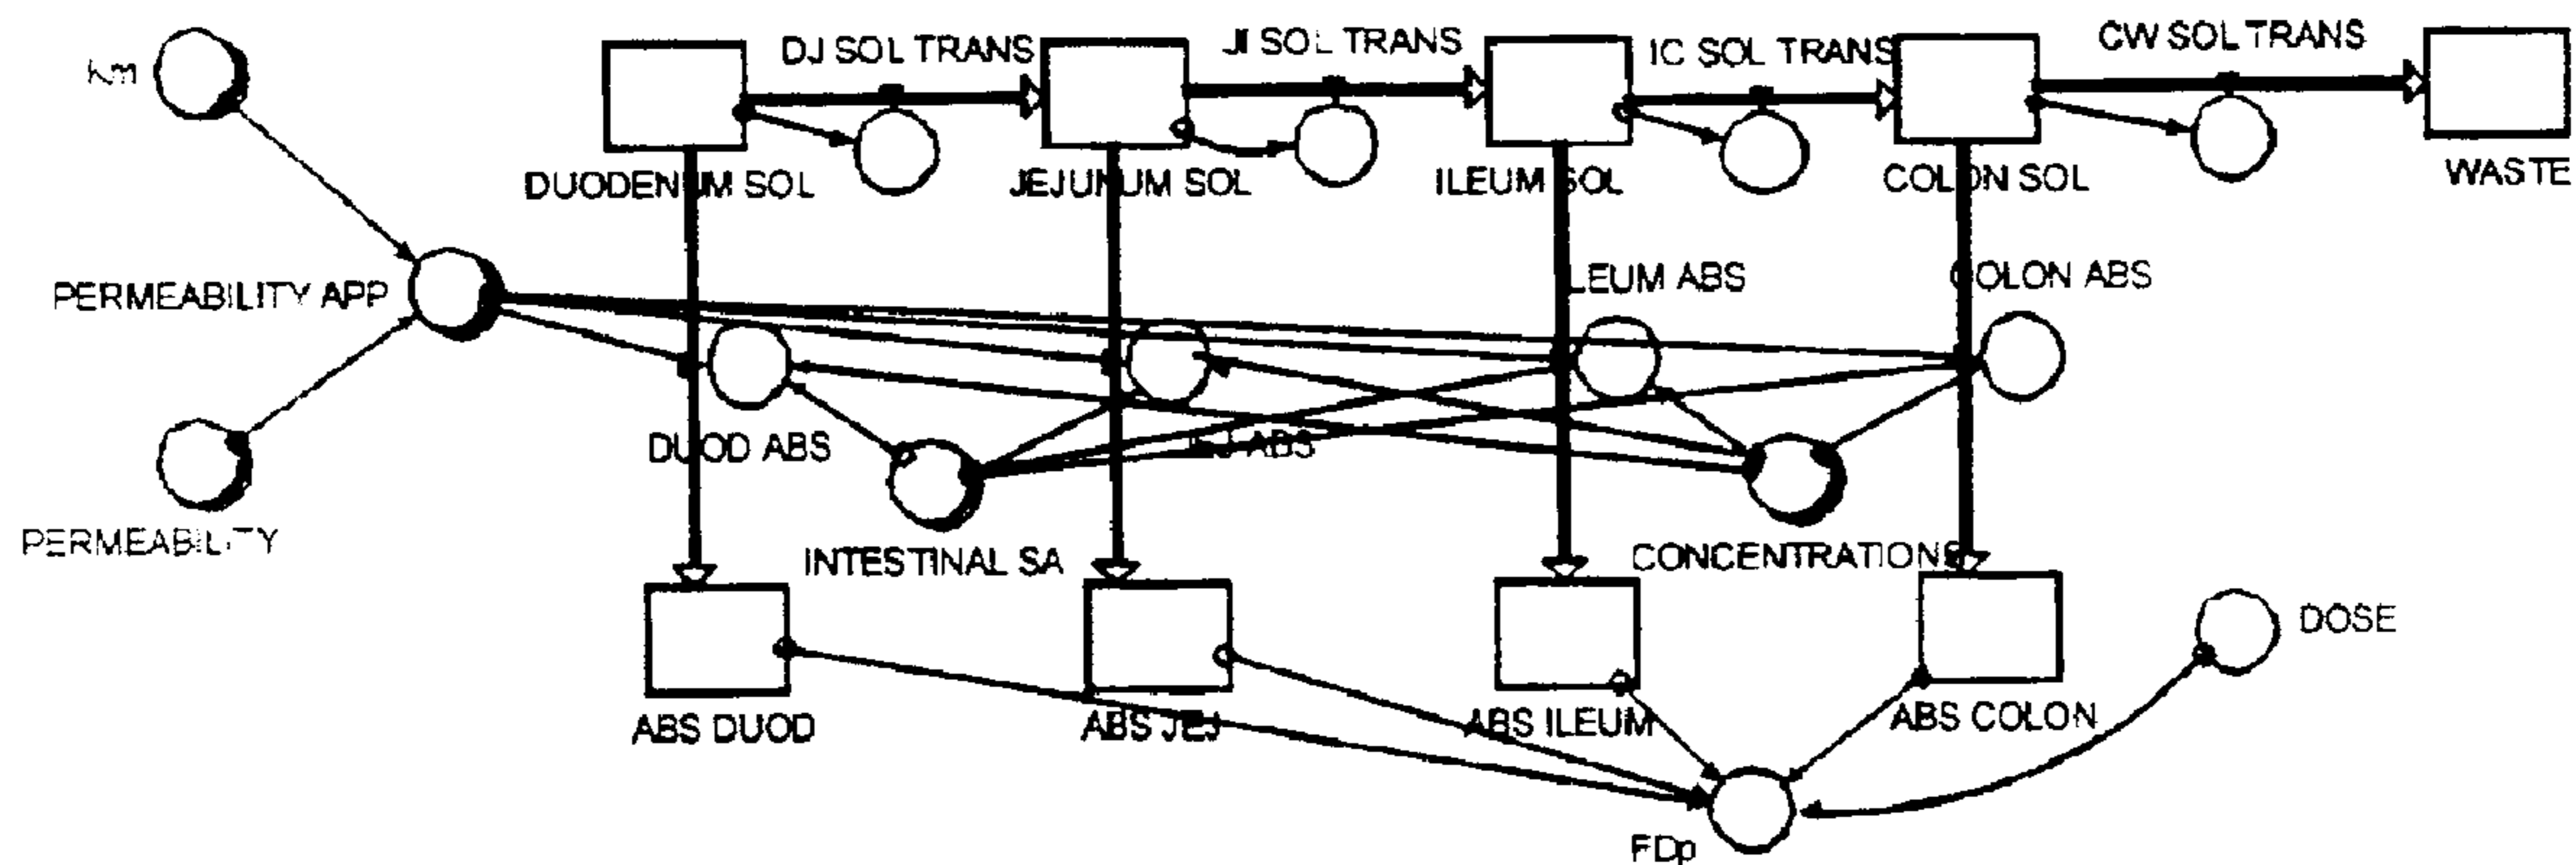 Km
DJ SOL TRANS
JI SOL TRANS
IC SOL TRANS
CW SOL TRANS
DUODENUM SOL
JEJUNUM SOL
ILEUM SOL
COLON SOL
WASTE
PERMEABILITY APP
ILEUM ABS
COLON ABS
DUOD ABS
JEJ ABS
PERMEABILITY
INTESTINAL SA
CONCENTRATIONS
DOSE
ABS DUOD
ABS JEJ
ABS ILEUM
ABS COLON
FDp